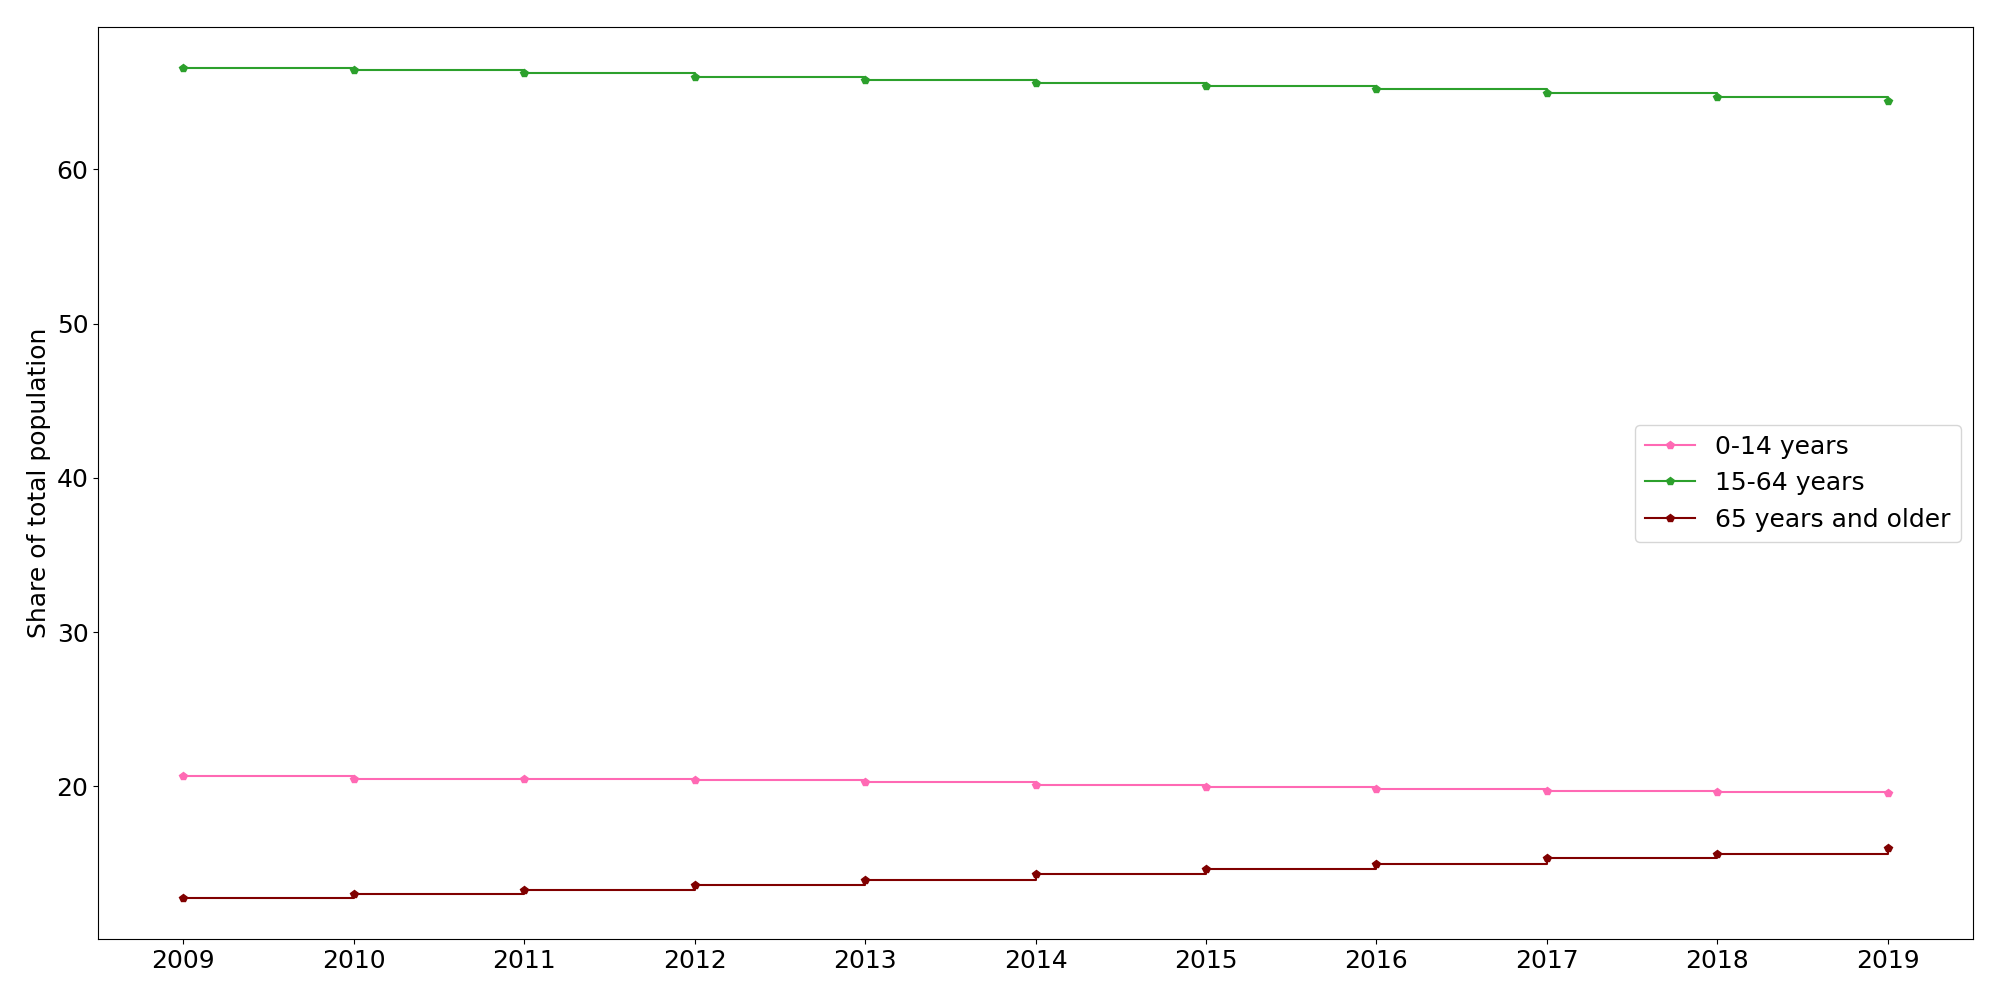 Share of total population
60
50
40
30
20
0-14 years
15-64 years
65 years and older
2009 2010 2011 2012 2013 2014 2015 2016 2017 2018 2019